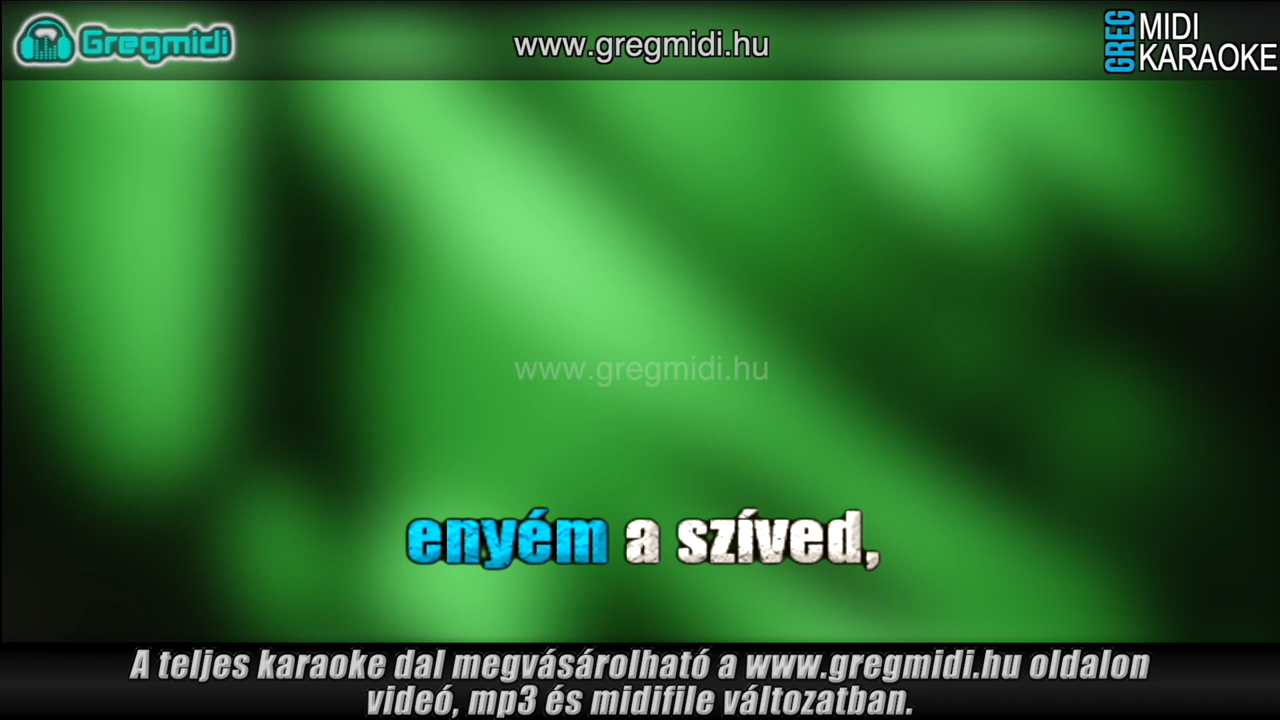 Gregmidi
www.gregmidi.hu
GREG MIDI KARAOKE
www.gregmidi.hu
enyém a szíved,
A teljes karaoke dal megvásárolható a www.gregmidi.hu oldalon
videó, mp3 és midifile változatban.